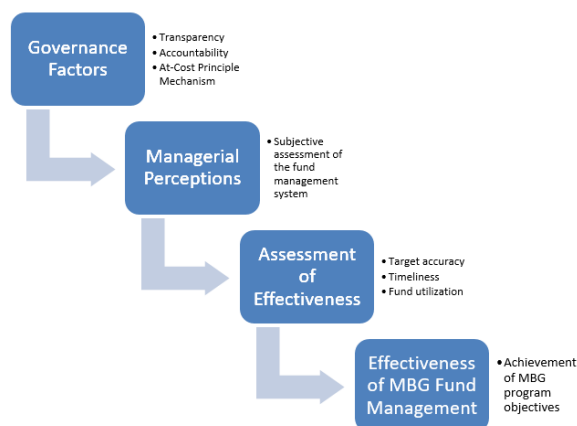 Governance
Factors
• Transparency
• Accountability
• At-Cost Principle
Mechanism
Managerial
Perceptions
• Subjective
assessment of
the fund
management
system
Assessment
of
Effectiveness
• Target accuracy
• Timeliness
• Fund utilization
Effectiveness
of MBG Fund
Management
• Achievement
of MBG
program
objectives